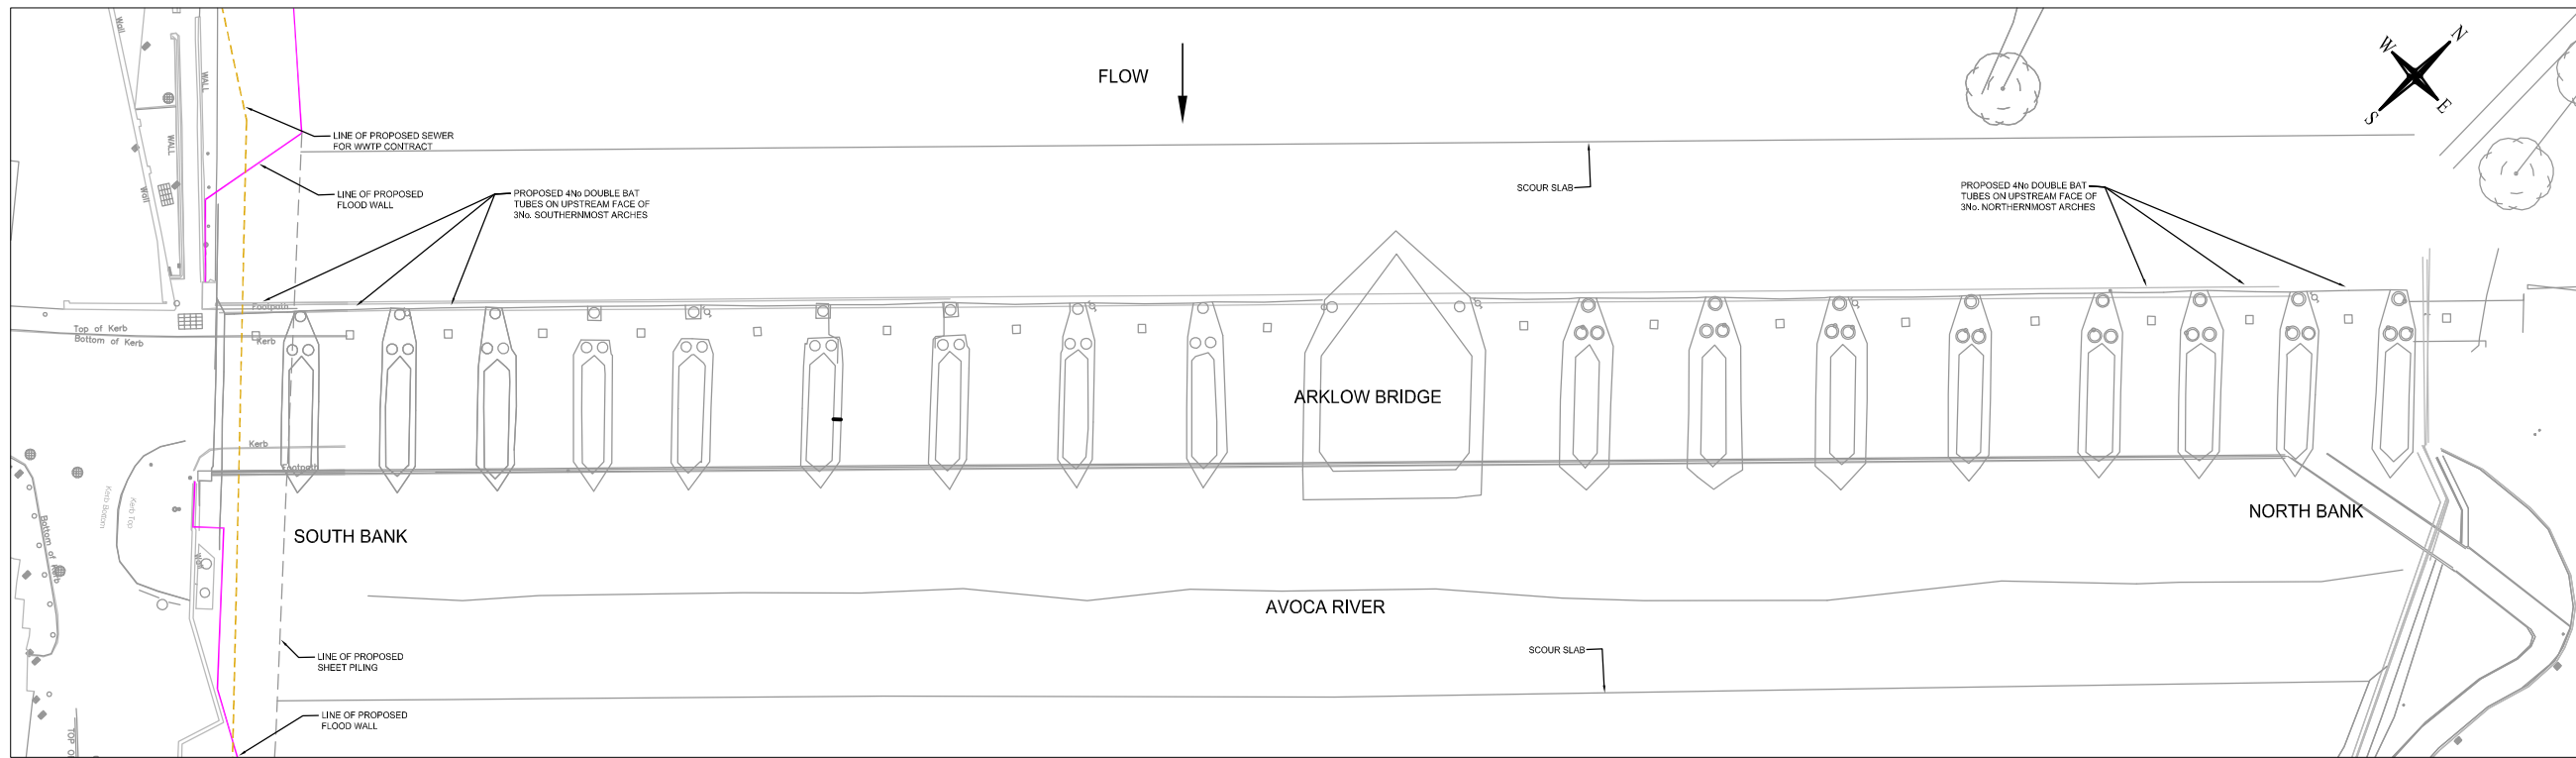 FLOW
W
N
S
E
Wall
WALL
WALL
Wall
LINE OF PROPOSED SEWER
FOR WWTP CONTRACT
LINE OF PROPOSED
FLOOD WALL
PROPOSED 4No DOUBLE BAT
TUBES ON UPSTREAM FACE OF
3No. SOUTHERNMOST ARCHES
SCOUR SLAB
PROPOSED 4No DOUBLE BAT
TUBES ON UPSTREAM FACE OF
3No. NORTHERNMOST ARCHES
Footpath
Top of Kerb
Bottom of Kerb
Kerb
ARKLOW BRIDGE
Kerb
Footpath
Kerb Bottom
Kerb Top
Bottom of Kerb
Wall
SOUTH BANK
NORTH BANK
AVOCA RIVER
LINE OF PROPOSED
SHEET PILING
SCOUR SLAB
LINE OF PROPOSED
FLOOD WALL
TOP O